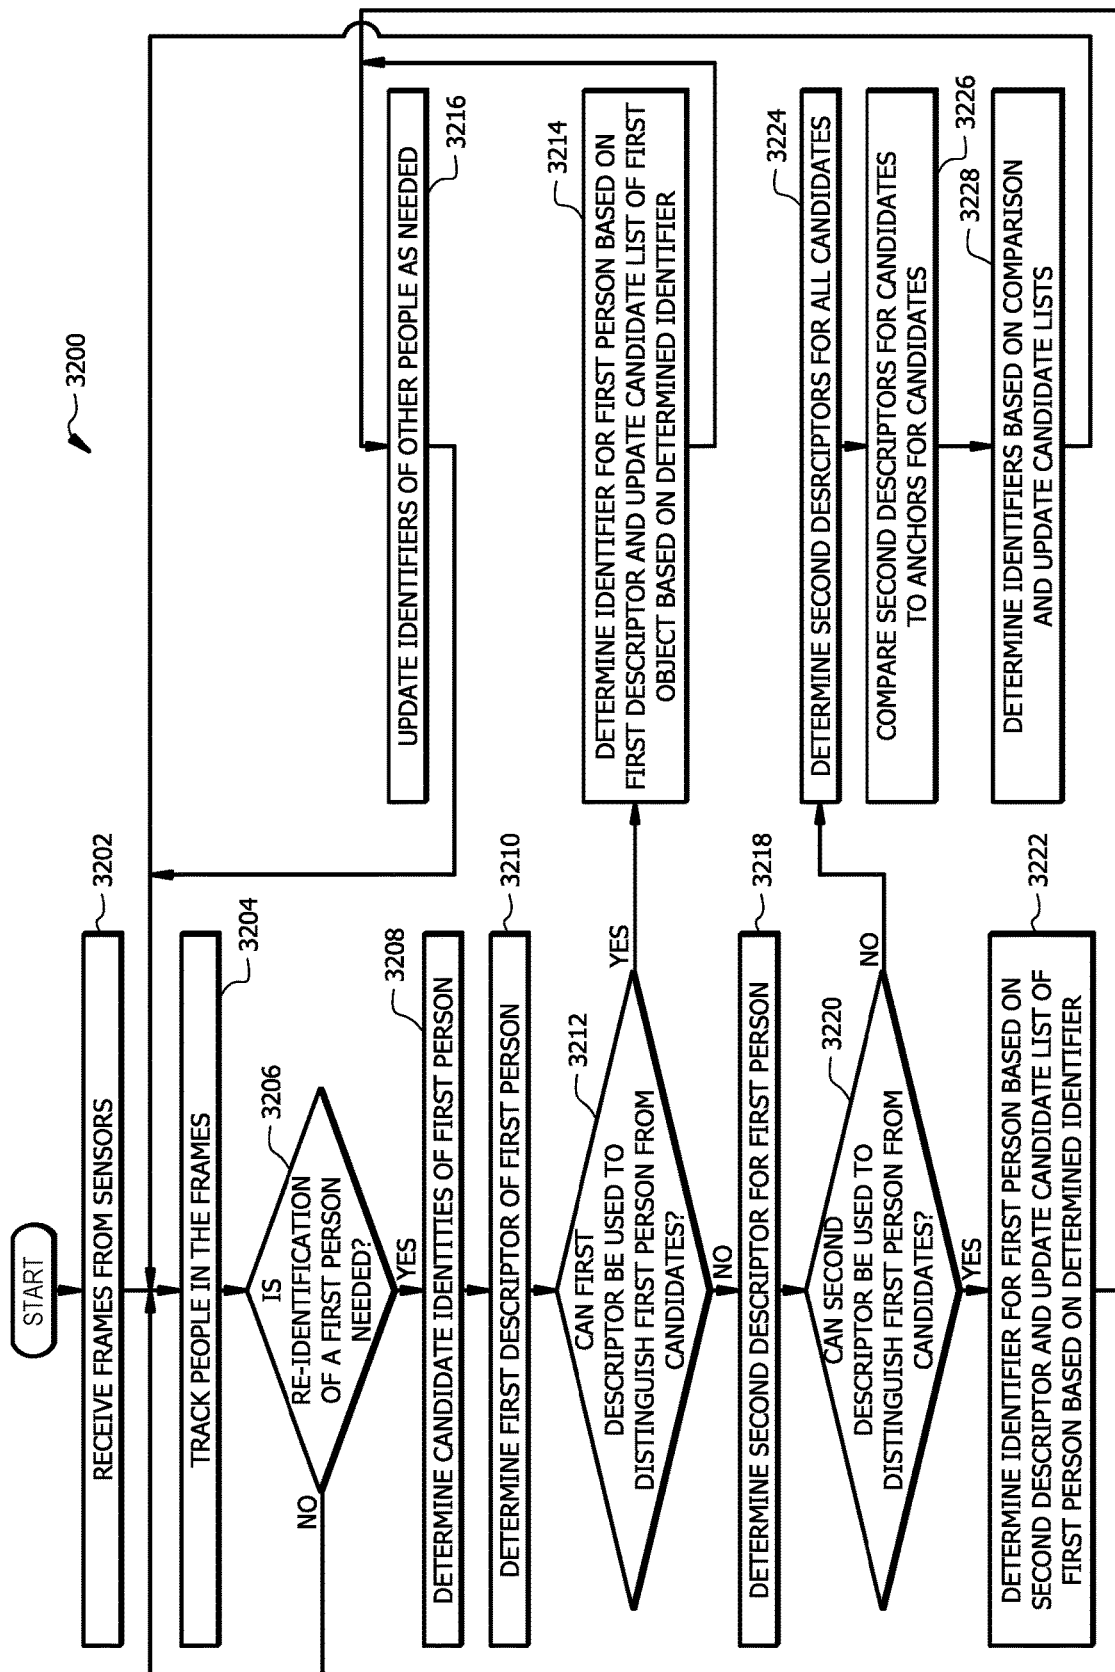 3200
START
RECEIVE FRAMES FROM SENSORS
3202
TRACK PEOPLE IN THE FRAMES
3204
IS
RE-IDENTIFICATION
OF A FIRST PERSON
NEEDED?
3206
NO
YES
DETERMINE CANDIDATE IDENTITIES OF FIRST PERSON
3208
DETERMINE FIRST DESCRIPTOR OF FIRST PERSON
3210
CAN FIRST
DESCRIPTOR BE USED TO
DISTINGUISH FIRST PERSON FROM
CANDIDATES?
3212
YES
NO
DETERMINE IDENTIFIER FOR FIRST PERSON BASED ON
FIRST DESCRIPTOR AND UPDATE CANDIDATE LIST OF FIRST
OBJECT BASED ON DETERMINED IDENTIFIER
3214
UPDATE IDENTIFIERS OF OTHER PEOPLE AS NEEDED
3216
DETERMINE SECOND DESCRIPTOR FOR FIRST PERSON
3218
CAN SECOND
DESCRIPTOR BE USED TO
DISTINGUISH FIRST PERSON FROM
CANDIDATES?
3220
NO
YES
DETERMINE IDENTIFIER FOR FIRST PERSON BASED ON
SECOND DESCRIPTOR AND UPDATE CANDIDATE LIST OF
FIRST PERSON BASED ON DETERMINED IDENTIFIER
3222
DETERMINE SECOND DESRCIPTORS FOR ALL CANDIDATES
3224
COMPARE SECOND DESCRIPTORS FOR CANDIDATES
TO ANCHORS FOR CANDIDATES
3226
DETERMINE IDENTIFIERS BASED ON COMPARISON
AND UPDATE CANDIDATE LISTS
3228